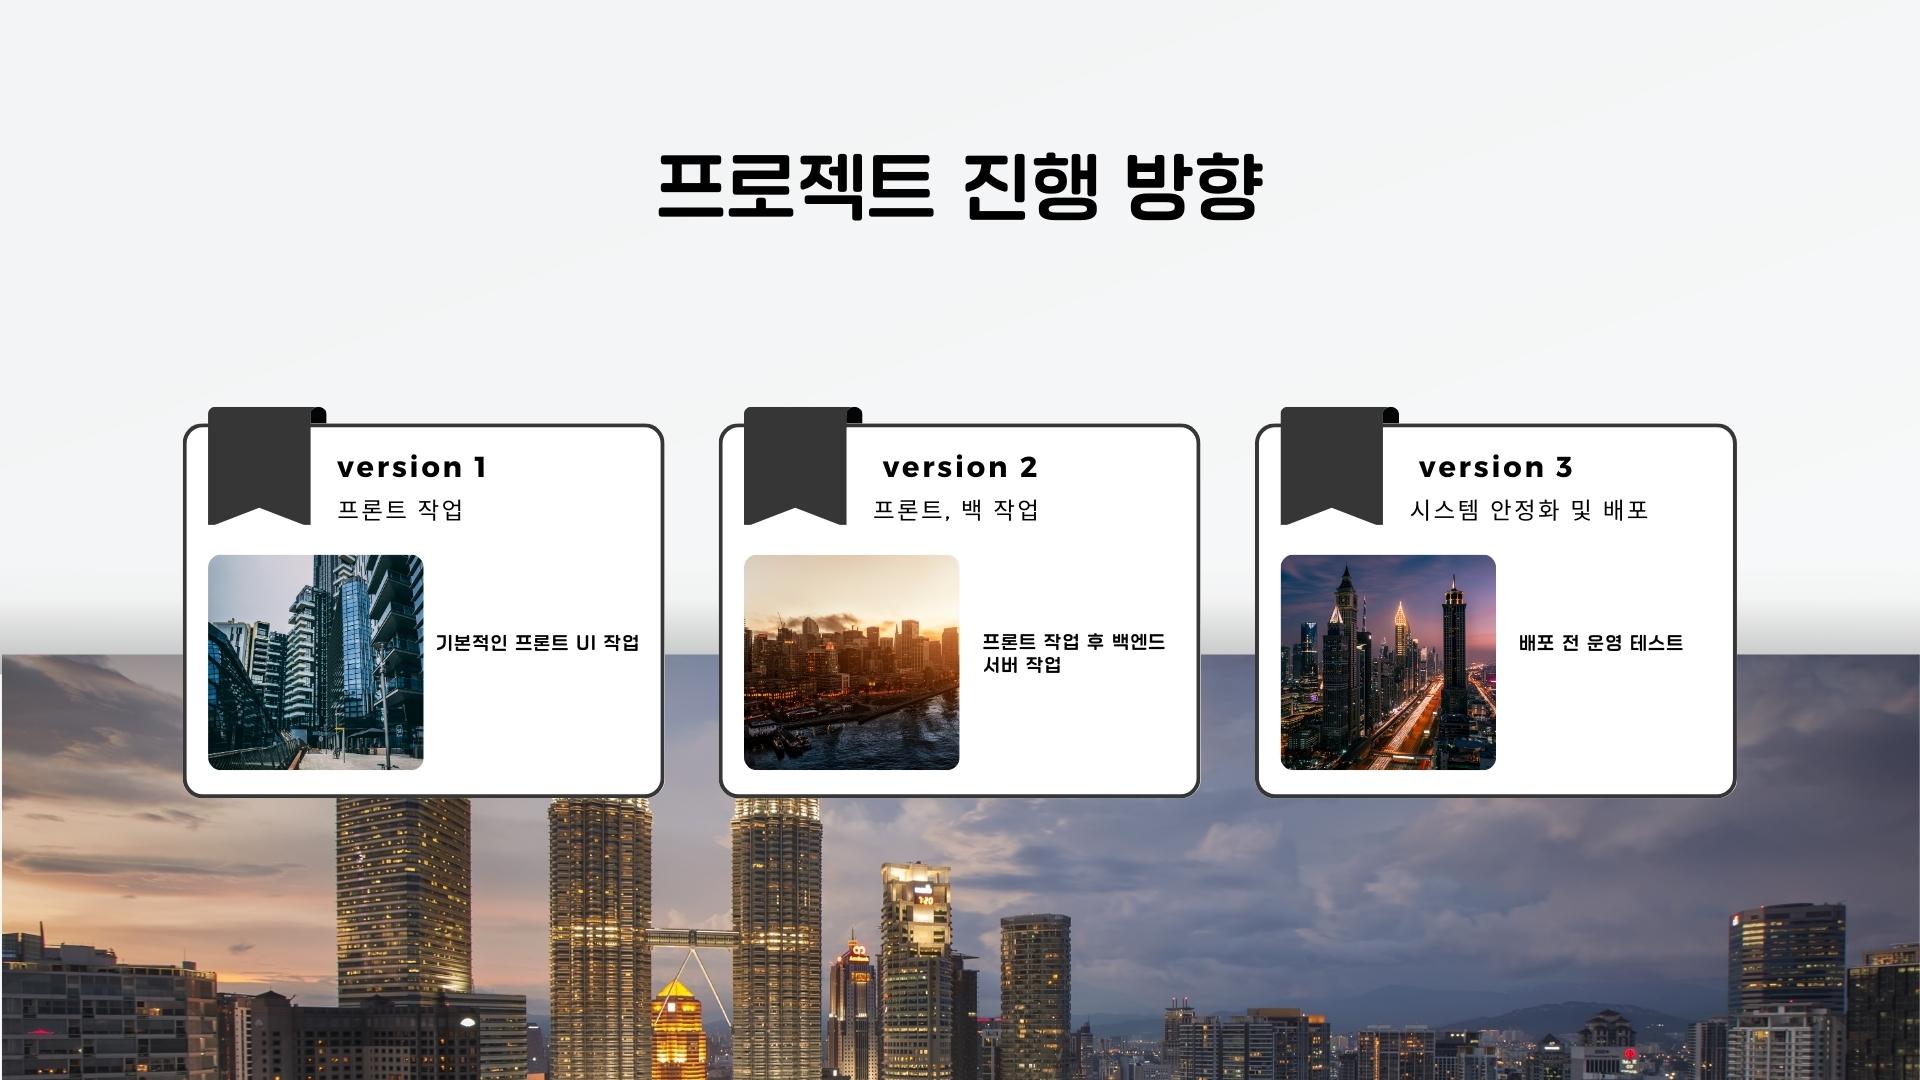 프로젝트 진행 방향
version 1
프론트 작업
기본적인 프론트 UI 작업
version 2
프론트, 백 작업
프론트 작업 후 백엔드
서버 작업
version 3
시스템 안정화 및 배포
배포 전 운영 테스트
7:20